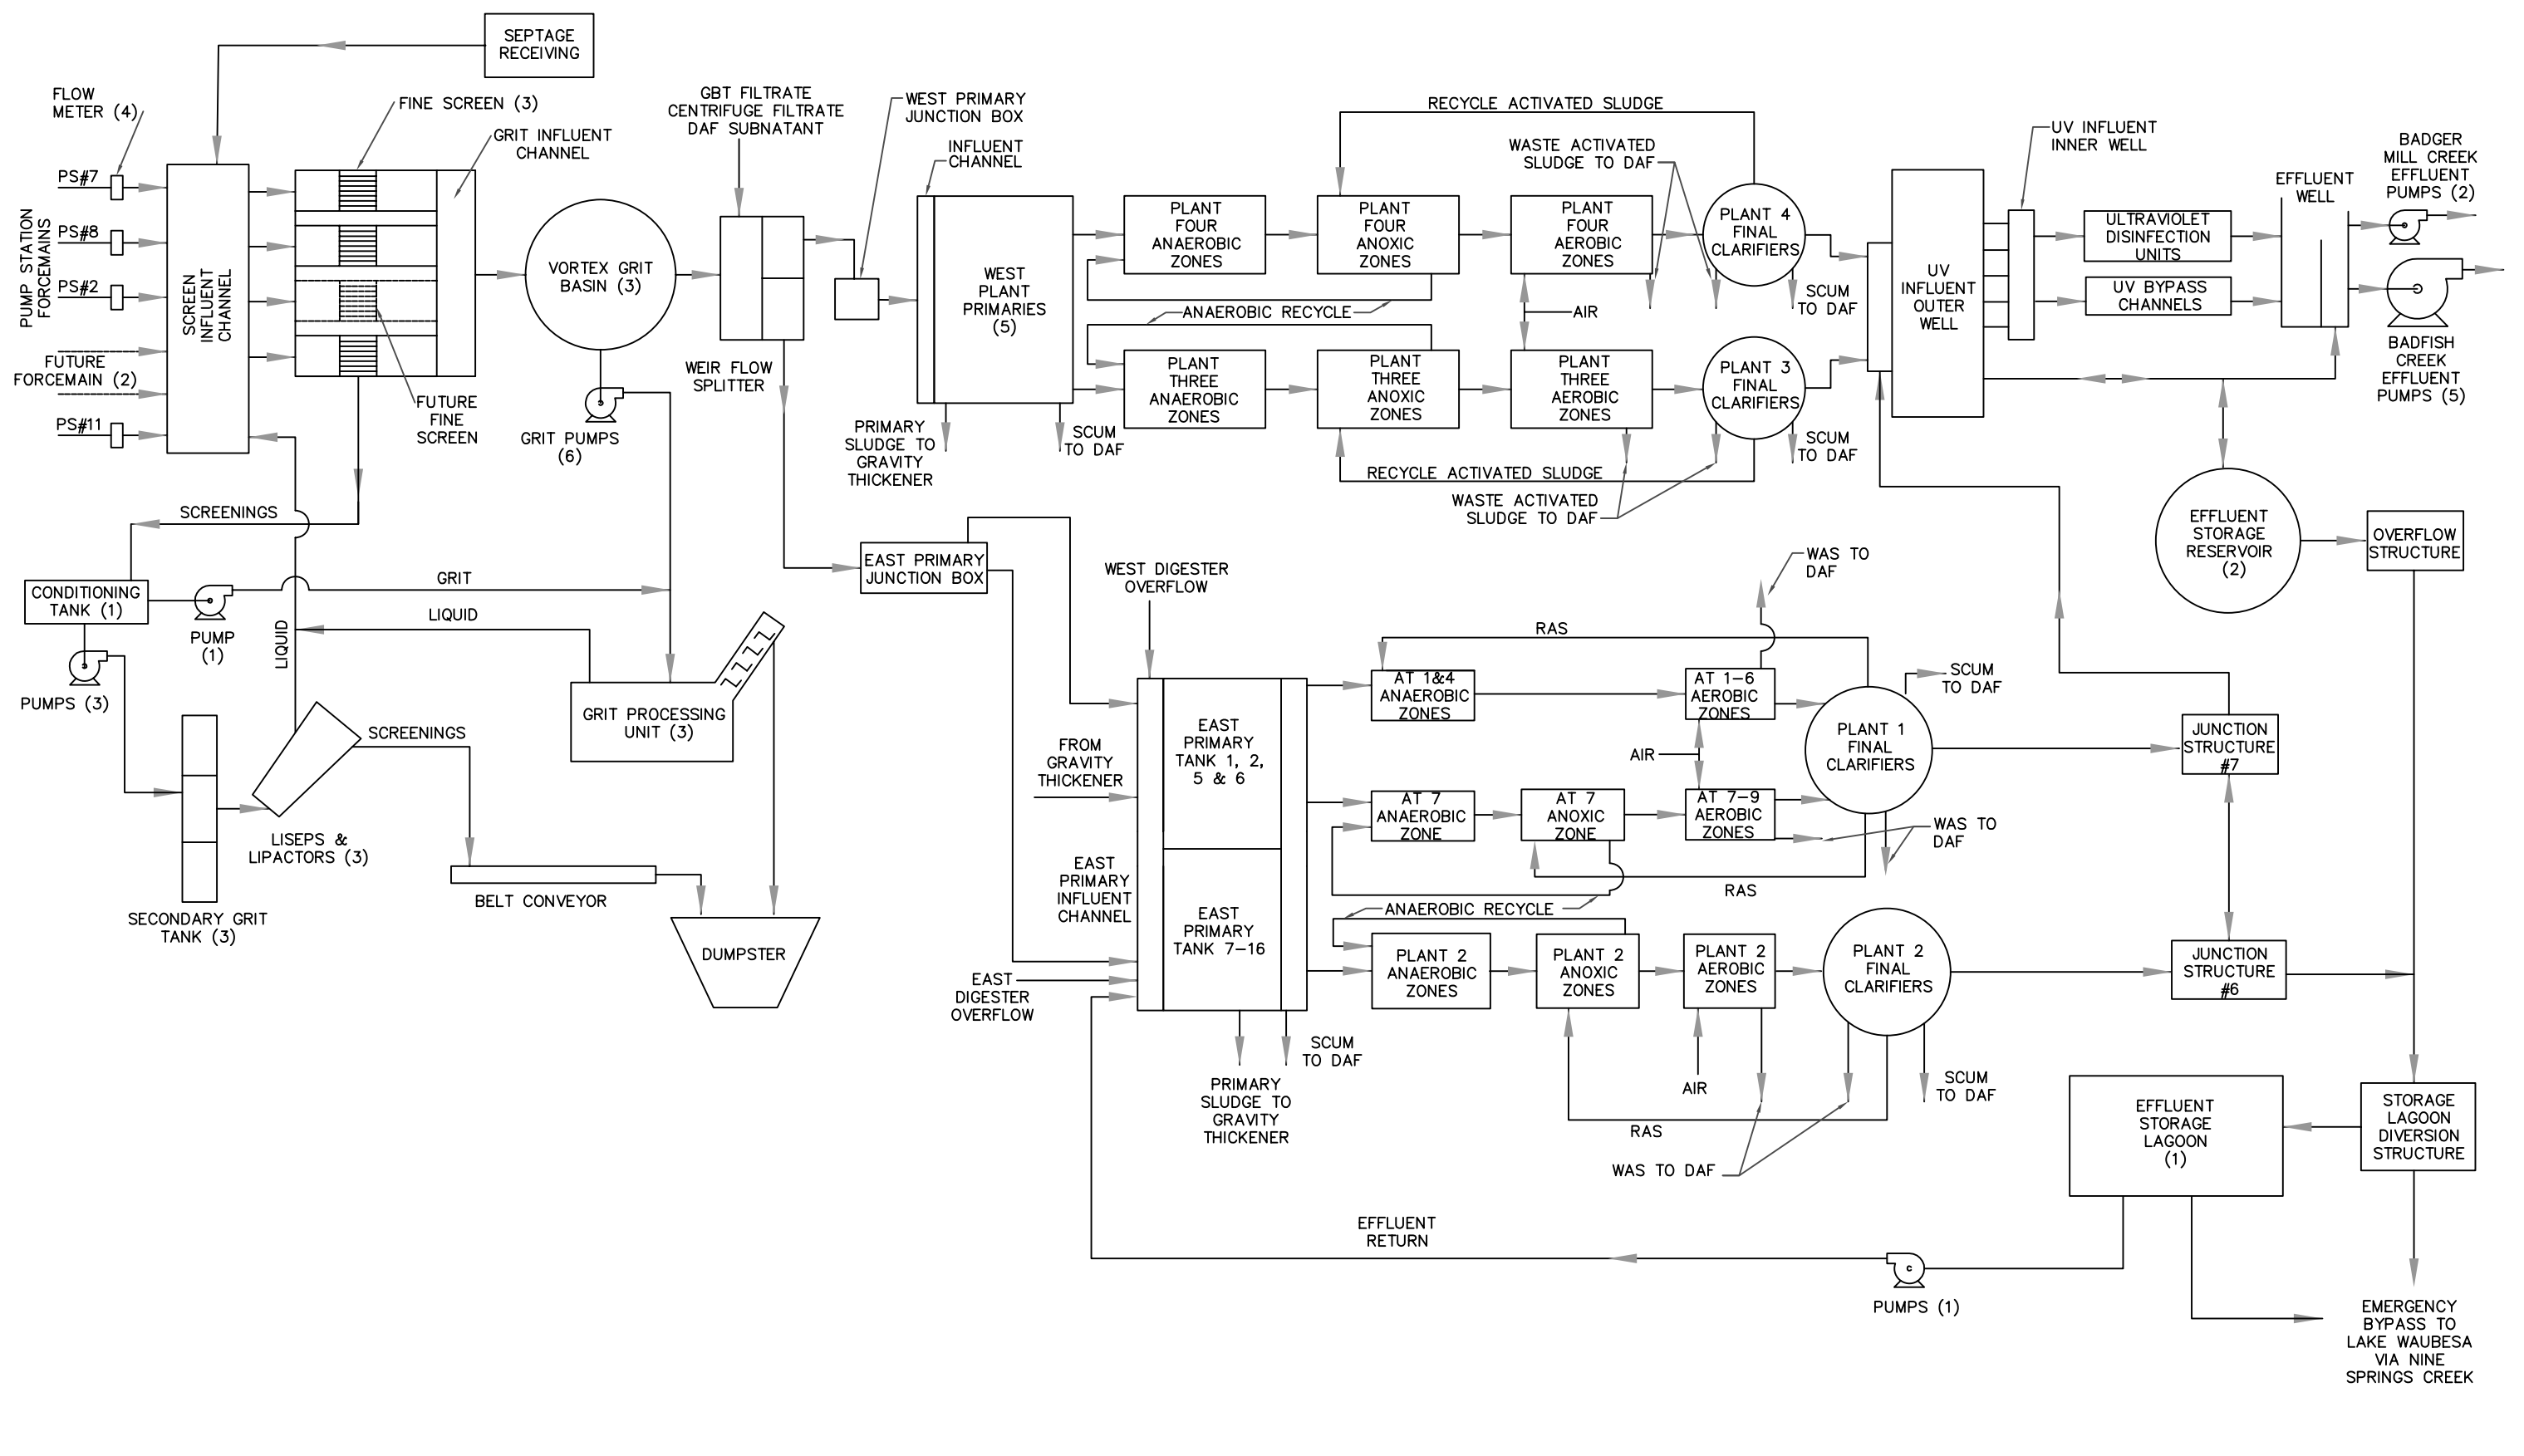 SEPTAGE
RECEIVING
FLOW
METER (4)
FINE SCREEN (3)
GRIT INFLUENT
CHANNEL
PUMP STATION
FORCEMAINS
PS#7
PS#8
PS#2
FUTURE
FORCEMAIN (2)
PS#11
SCREEN
INFLUENT
CHANNEL
FUTURE
FINE
SCREEN
VORTEX GRIT
BASIN (3)
GRIT PUMPS
(6)
GBT FILTRATE
CENTRIFUGE FILTRATE
DAF SUBNATANT
WEIR FLOW
SPLITTER
WEST PRIMARY
JUNCTION BOX
INFLUENT
CHANNEL
WEST
PLANT
PRIMARIES
(5)
PRIMARY
SLUDGE TO
GRAVITY
THICKENER
SCUM
TO DAF
RECYCLE ACTIVATED SLUDGE
WASTE ACTIVATED
SLUDGE TO DAF
PLANT
FOUR
ANAEROBIC
ZONES
PLANT
FOUR
ANOXIC
ZONES
PLANT
FOUR
AEROBIC
ZONES
PLANT 4
FINAL
CLARIFIERS
SCUM
TO DAF
ANAEROBIC RECYCLE
AIR
PLANT
THREE
ANAEROBIC
ZONES
PLANT
THREE
ANOXIC
ZONES
PLANT
THREE
AEROBIC
ZONES
PLANT 3
FINAL
CLARIFIERS
SCUM
TO DAF
RECYCLE ACTIVATED SLUDGE
WASTE ACTIVATED
SLUDGE TO DAF
UV
INFLUENT
OUTER
WELL
UV INFLUENT
INNER WELL
ULTRAVIOLET
DISINFECTION
UNITS
UV BYPASS
CHANNELS
EFFLUENT
WELL
BADGER
MILL CREEK
EFFLUENT
PUMPS (2)
BADFISH
CREEK
EFFLUENT
PUMPS (5)
EFFLUENT
STORAGE
RESERVOIR
(2)
OVERFLOW
STRUCTURE
SCREENINGS
CONDITIONING
TANK (1)
PUMP
(1)
GRIT
LIQUID
LIQUID
PUMPS (3)
SECONDARY GRIT
TANK (3)
LISEPS &
LIPACTORS (3)
SCREENINGS
GRIT PROCESSING
UNIT (3)
BELT CONVEYOR
DUMPSTER
EAST PRIMARY
JUNCTION BOX
WEST DIGESTER
OVERFLOW
FROM
GRAVITY
THICKENER
EAST
PRIMARY
INFLUENT
CHANNEL
EAST
DIGESTER
OVERFLOW
EAST
PRIMARY
TANK 1, 2,
5 & 6
EAST
PRIMARY
TANK 7-16
SCUM
TO DAF
PRIMARY
SLUDGE TO
GRAVITY
THICKENER
WAS TO
DAF
RAS
AT 1&4
ANAEROBIC
ZONES
AT 1-6
AEROBIC
ZONES
SCUM
TO DAF
AIR
PLANT 1
FINAL
CLARIFIERS
AT 7
ANAEROBIC
ZONE
AT 7
ANOXIC
ZONE
AT 7-9
AEROBIC
ZONES
WAS TO
DAF
RAS
ANAEROBIC RECYCLE
PLANT 2
ANAEROBIC
ZONES
PLANT 2
ANOXIC
ZONES
PLANT 2
AEROBIC
ZONES
PLANT 2
FINAL
CLARIFIERS
AIR
SCUM
TO DAF
RAS
WAS TO DAF
JUNCTION
STRUCTURE
#7
JUNCTION
STRUCTURE
#6
EFFLUENT
STORAGE
LAGOON
(1)
STORAGE
LAGOON
DIVERSION
STRUCTURE
EFFLUENT
RETURN
C
PUMPS (1)
EMERGENCY
BYPASS TO
LAKE WAUBESA
VIA NINE
SPRINGS CREEK